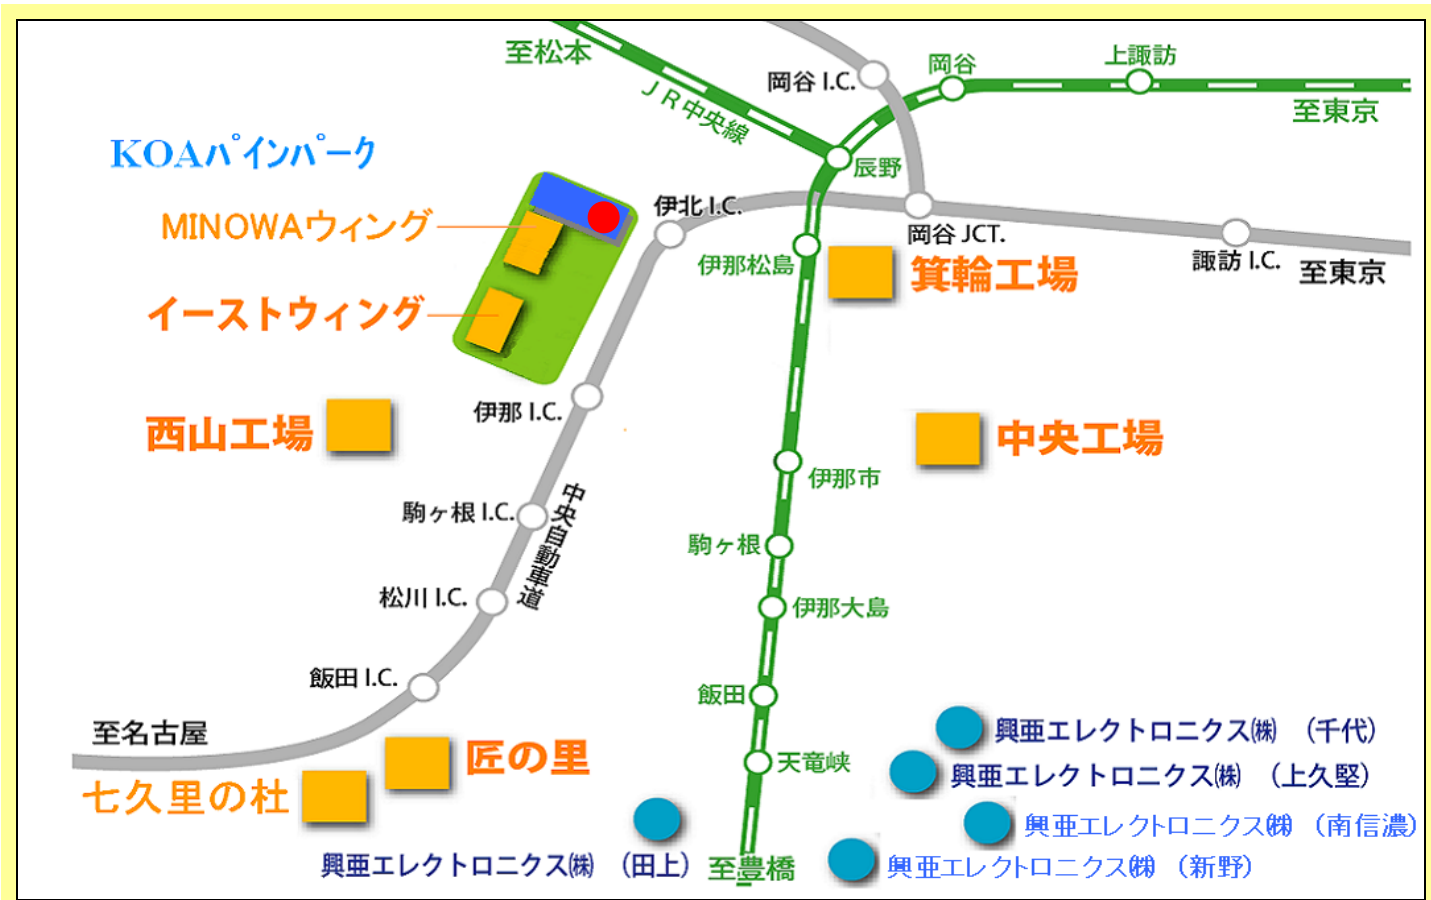 至松本
ＪＲ中央線
岡谷 I.C.
岡谷
上諏訪
至東京
KOAﾊﾟｲﾝﾊﾟｰｸ
辰野
MINOWAウィング
伊北 I.C.
岡谷 JCT.
諏訪 I.C.
至東京
伊那松島
箕輪工場
イーストウィング
伊那 I.C.
西山工場
中央工場
伊那市
駒ヶ根 I.C.
中央自動車道
駒ヶ根
松川 I.C.
伊那大島
飯田 I.C.
飯田
至名古屋
匠の里
天竜峡
七久里の杜
興亜エレクトロニクス㈱ （千代）
興亜エレクトロニクス㈱ （上久堅）
興亜エレクトロニクス㈱ （南信濃）
興亜エレクトロニクス㈱ （田上）
至豊橋
興亜エレクトロニクス㈱ （新野）